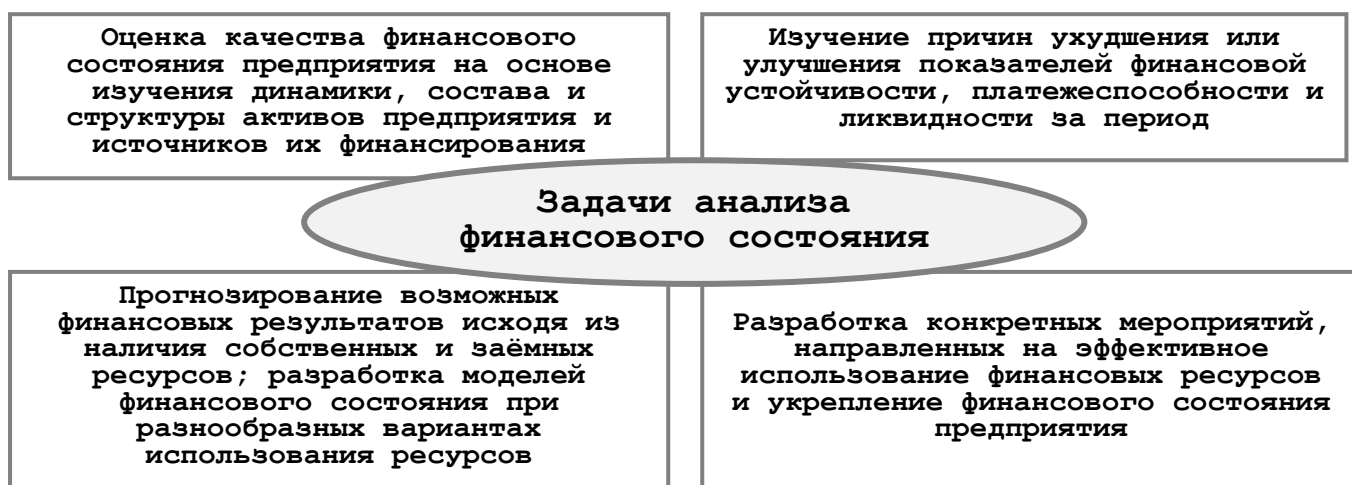 Оценка качества финансового
состояния предприятия на основе
изучения динамики, состава и
структуры активов предприятия и
источников их финансирования
Изучение причин ухудшения или
улучшения показателей финансовой
устойчивости, платежеспособности и
ликвидности за период
Задачи анализа
финансового состояния
Прогнозирование возможных
финансовых результатов исходя из
наличия собственных и заёмных
ресурсов; разработка моделей
финансового состояния при
разнообразных вариантах
использования ресурсов
Разработка конкретных мероприятий,
направленных на эффективное
использование финансовых ресурсов
и укрепление финансового состояния
предприятия